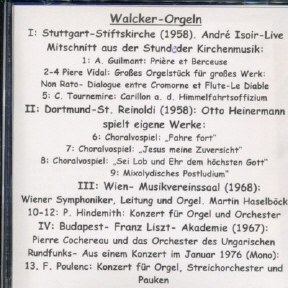 Walcker-Orgeln
I: Stuttgart-Stiftskirche (1958). André Isoir-Live
Mitschnitt aus der Stunde der Kirchenmusik:
1: A. Guilmant: Prière et Berceuse
2-4 Piere Vidal: Großes Orgelstück für großes Werk:
Non Rato- Dialogue entre Cromorne et Flute-Le Diable
5: C. Tournemire: Carillon a. d. Himmelfahrtsoffizium
II: Dortmund-St. Reinoldi (1958): Otto Heinermann
spielt eigene Werke:
6: Choralvospiel: „Fahre fort"
7: Choralvospiel: „Jesus meine Zuversicht"
8: Choralvospiel: „Sei Lob und Ehr dem höchsten Gott"
9: Mixolydisches Postludium"
III: Wien- Musikvereinssaal (1968):
Wiener Symphoniker, Leitung und Orgel. Martin Haselböck
10-12: P. Hindemith: Konzert für Orgel und Orchester
IV: Budapest- Franz Liszt- Akademie (1967):
Pierre Cochereau und das Orchester des Ungarischen
Rundfunks- Aus einem Konzert im Januar 1976 (Mono):
13. F. Poulenc: Konzert für Orgel, Streichorchester und
Pauken